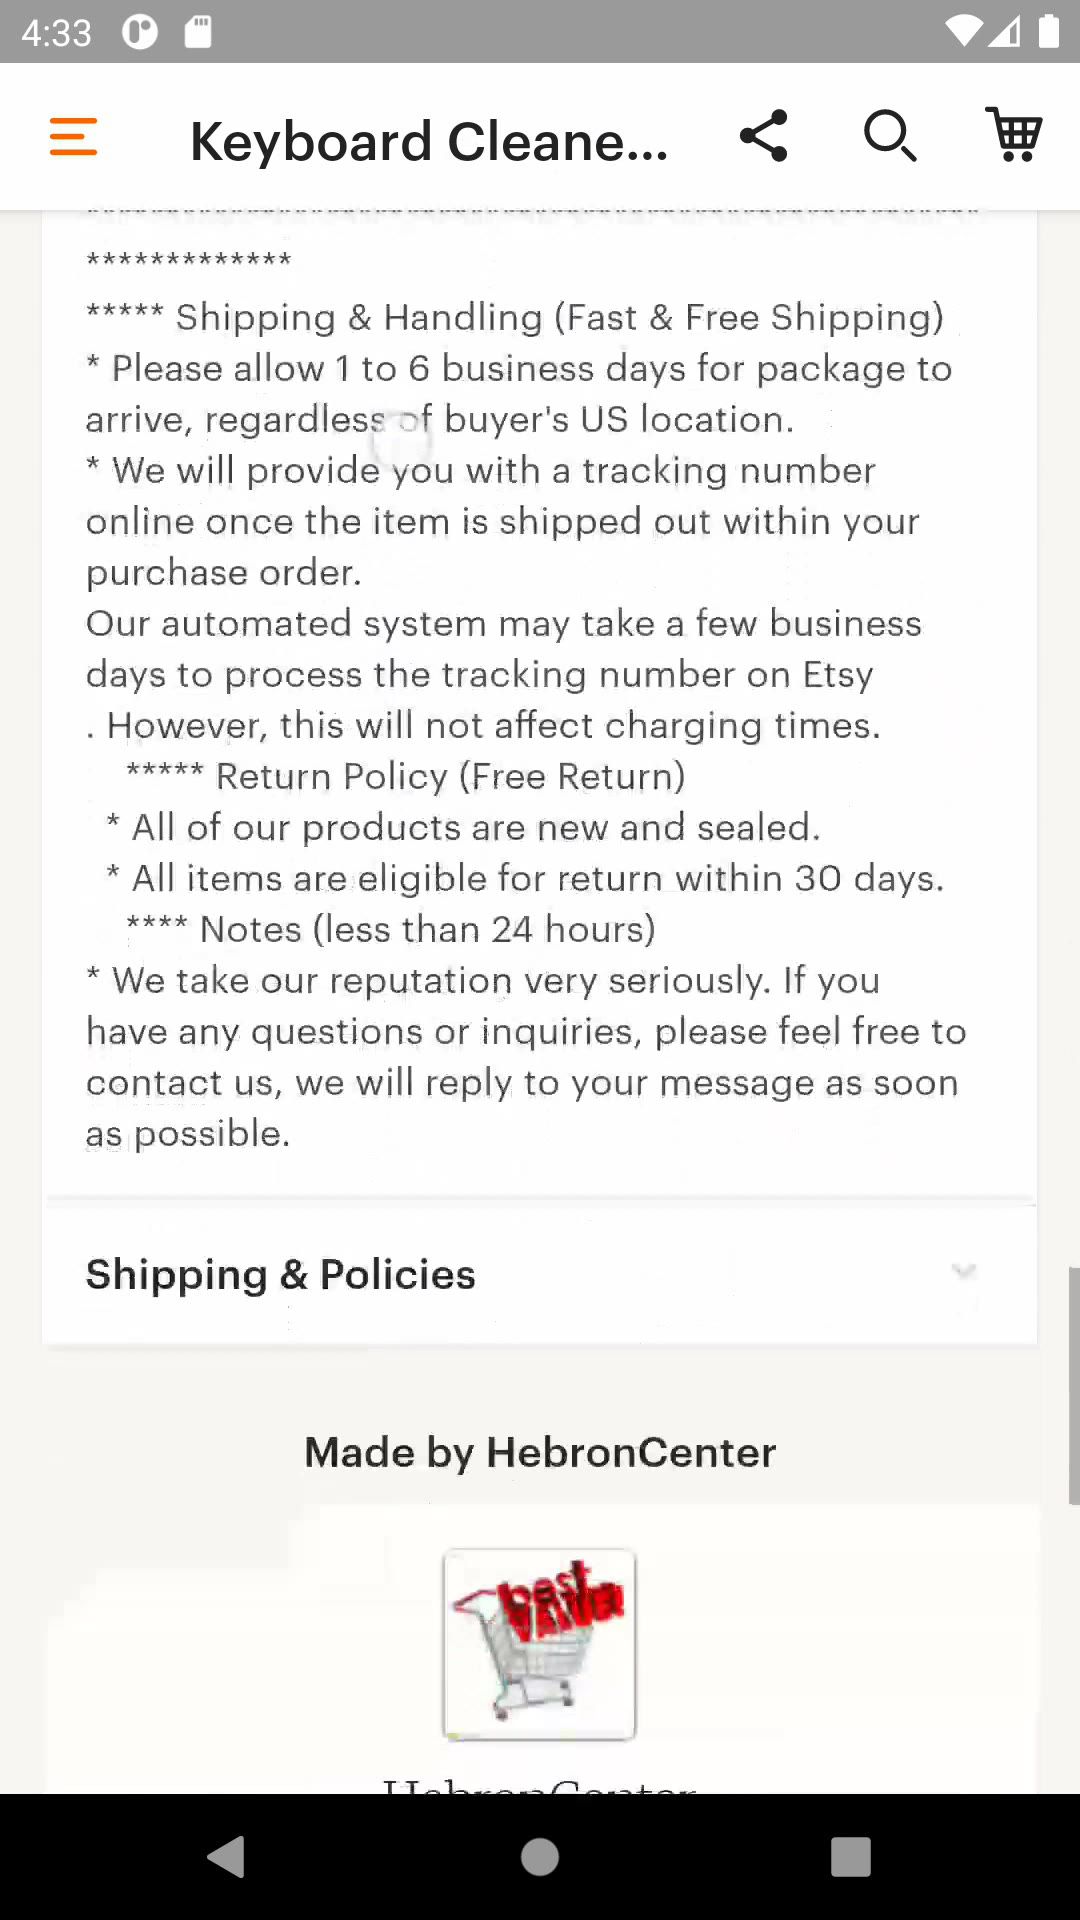 4:33
Keyboard Cleane...
*************
***** Shipping & Handling (Fast & Free Shipping)
* Please allow 1 to 6 business days for package to
arrive, regardless of buyer's US location.
* We will provide you with a tracking number
online once the item is shipped out within your
purchase order.
Our automated system may take a few business
days to process the tracking number on Etsy
. However, this will not affect charging times.
***** Return Policy (Free Return)
* All of our products are new and sealed.
* All items are eligible for return within 30 days.
**** Notes (less than 24 hours)
* We take our reputation very seriously. If you
have any questions or inquiries, please feel free to
contact us, we will reply to your message as soon
as possible.
Shipping & Policies
Made by HebronCenter
best
VALUE!
HebronCenter